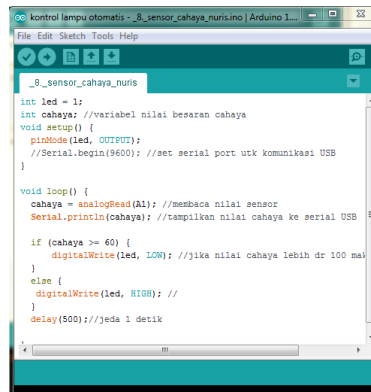 kontrol lampu otomatis - _8._sensor_cahaya_nuris.ino | Arduino 1....
File Edit Sketch Tools Help
_8._sensor_cahaya_nuris
int led = 1;
int cahaya; //variabel nilai besaran cahaya
void setup() {
pinMode(led, OUTPUT);
//Serial.begin(9600); //set serial port utk komunikasi USB
}
void loop() {
cahaya = analogRead(A1); //membaca nilai sensor
Serial.println(cahaya); //tampilkan nilai cahaya ke serial USB
if (cahaya >= 60) {
digitalWrite(led, LOW); //jika nilai cahaya lebih dr 100 mak
}
else {
digitalWrite(led, HIGH); //
}
delay(500);//jeda 1 detik